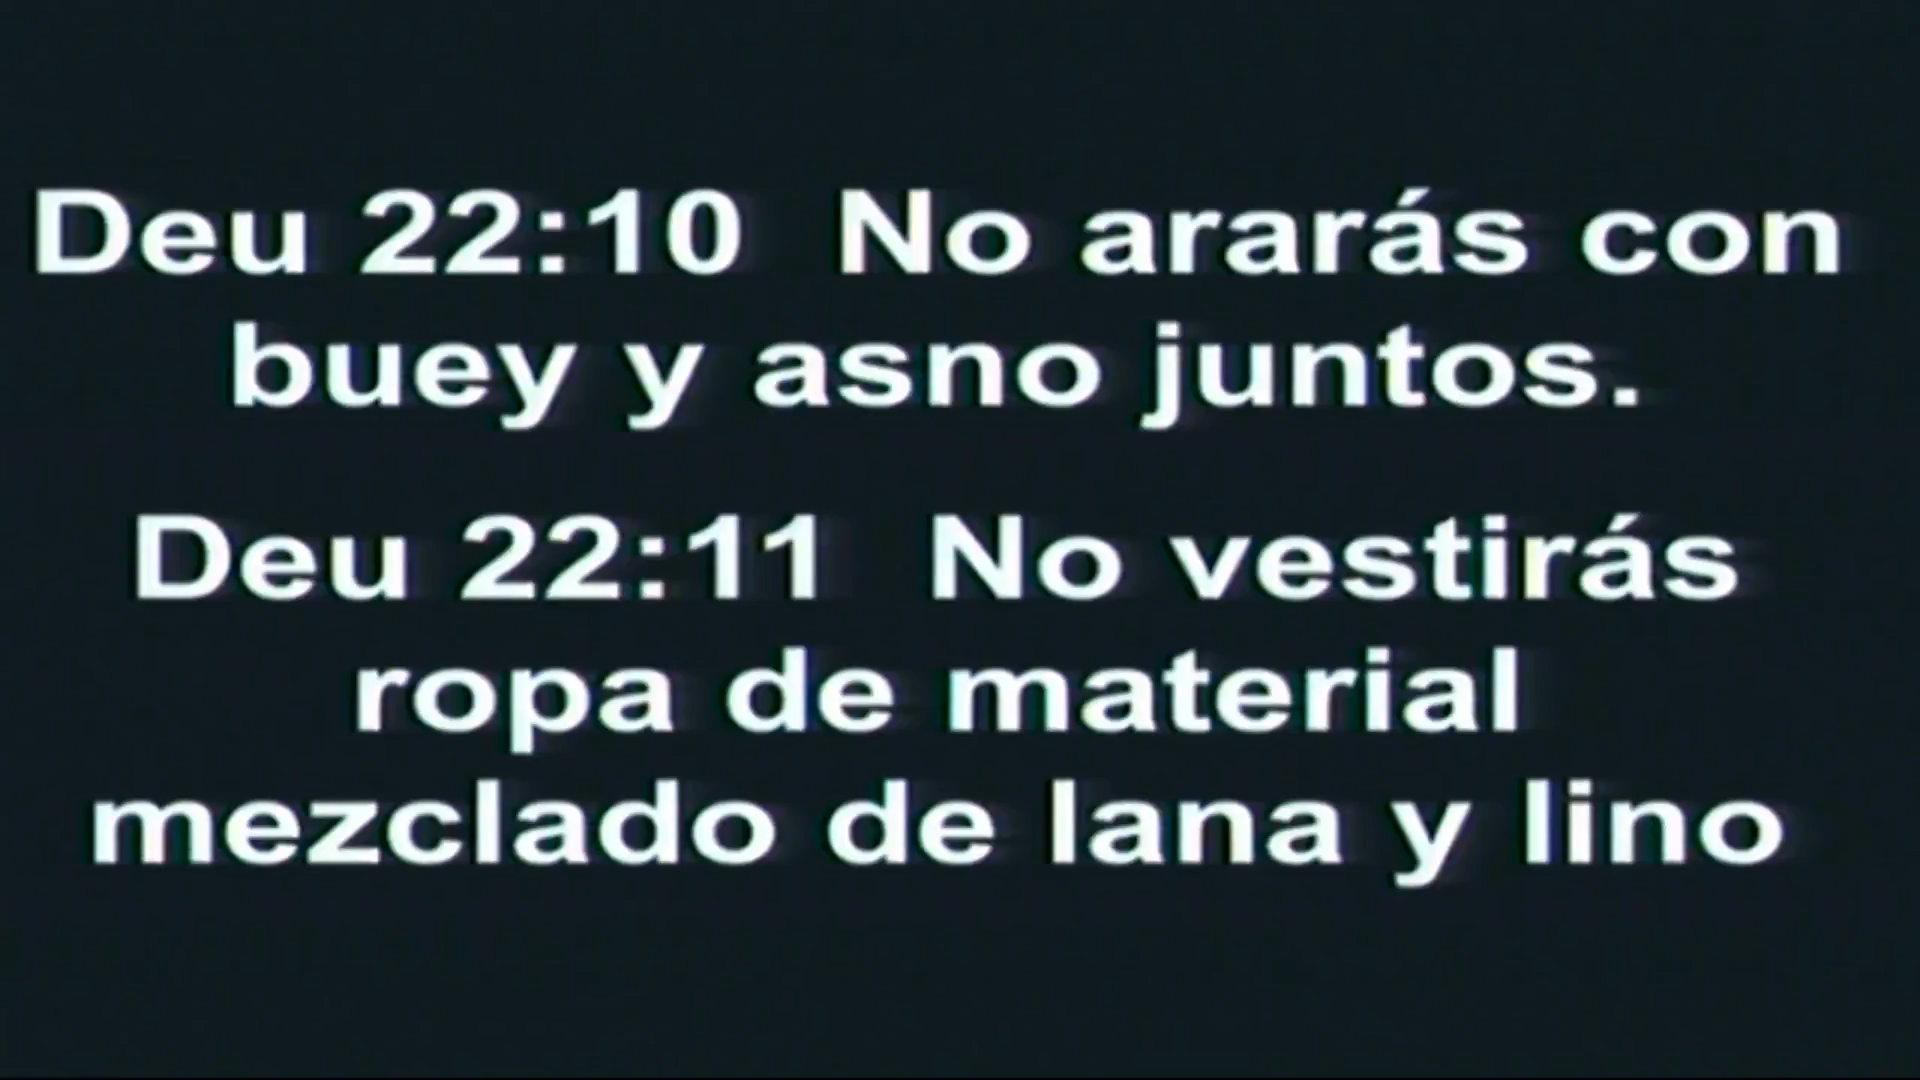 Deu 22:10  No ararás con
buey y asno juntos.
Deu 22:11  No vestirás
ropa de material
mezclado de lana y lino